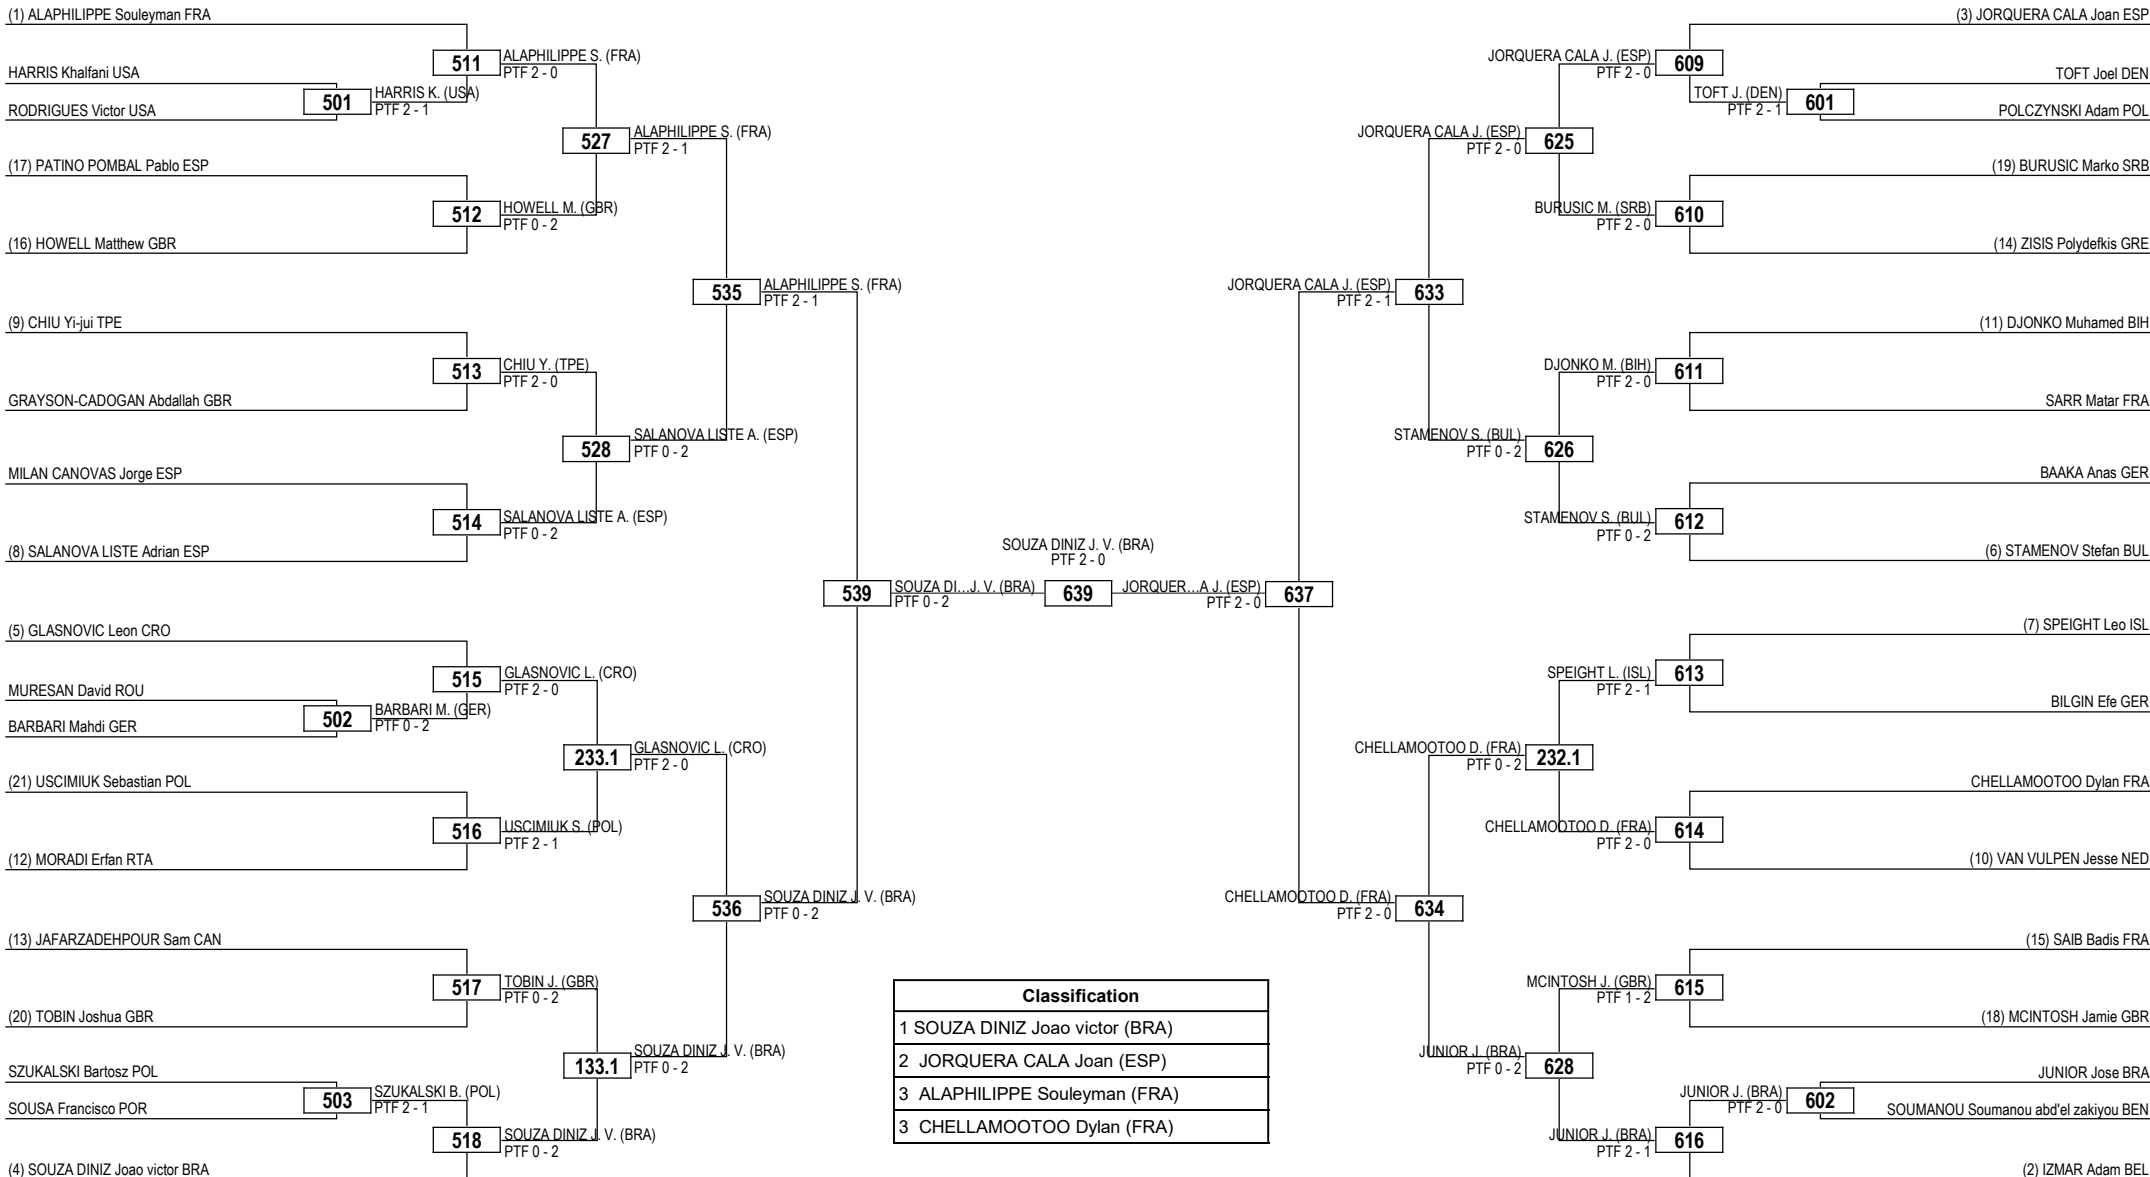 (1) ALAPHILIPPE Souleyman FRA
511
ALAPHILIPPE S. (FRA)
PTF 2 - 0
HARRIS Khalfani USA
501
HARRIS K. (USA)
PTF 2 - 1
RODRIGUES Victor USA
527
ALAPHILIPPE S. (FRA)
PTF 2 - 1
(17) PATINO POMBAL Pablo ESP
512
HOWELL M. (GBR)
PTF 0 - 2
(16) HOWELL Matthew GBR
535
ALAPHILIPPE S. (FRA)
PTF 2 - 1
(9) CHIU Yi-jui TPE
513
CHIU Y. (TPE)
PTF 2 - 0
GRAYSON-CADOGAN Abdallah GBR
528
SALANOVA LISTE A. (ESP)
PTF 0 - 2
MILAN CANOVAS Jorge ESP
514
SALANOVA LISTE A. (ESP)
PTF 0 - 2
(8) SALANOVA LISTE Adrian ESP
539
SOUZA DI...J. V. (BRA)
PTF 0 - 2
(5) GLASNOVIC Leon CRO
515
GLASNOVIC L. (CRO)
PTF 2 - 0
MURESAN David ROU
502
BARBARI M. (GER)
PTF 0 - 2
BARBARI Mahdi GER
233.1
GLASNOVIC L. (CRO)
PTF 2 - 0
(21) USCIMIUK Sebastian POL
516
USCIMIUK S. (POL)
PTF 2 - 1
(12) MORADI Erfan RTA
536
SOUZA DINIZ J. V. (BRA)
PTF 0 - 2
(13) JAFARZADEHPOUR Sam CAN
517
TOBIN J. (GBR)
PTF 0 - 2
(20) TOBIN Joshua GBR
133.1
SOUZA DINIZ J. V. (BRA)
PTF 0 - 2
SZUKALSKI Bartosz POL
503
SZUKALSKI B. (POL)
PTF 2 - 1
SOUSA Francisco POR
518
SOUZA DINIZ J. V. (BRA)
PTF 0 - 2
(4) SOUZA DINIZ Joao victor BRA
SOUZA DINIZ J. V. (BRA)
PTF 2 - 0
639
Classification
1 SOUZA DINIZ Joao victor (BRA)
2 JORQUERA CALA Joan (ESP)
3 ALAPHILIPPE Souleyman (FRA)
3 CHELLAMOOTOO Dylan (FRA)
(3) JORQUERA CALA Joan ESP
JORQUERA CALA J. (ESP)
PTF 2 - 0
609
TOFT Joel DEN
TOFT J. (DEN)
PTF 2 - 1
601
POLCZYNSKI Adam POL
JORQUERA CALA J. (ESP)
PTF 2 - 0
625
(19) BURUSIC Marko SRB
BURUSIC M. (SRB)
PTF 2 - 0
610
(14) ZISIS Polydefkis GRE
JORQUERA CALA J. (ESP)
PTF 2 - 1
633
(11) DJONKO Muhamed BIH
DJONKO M. (BIH)
PTF 2 - 0
611
SARR Matar FRA
STAMENOV S. (BUL)
PTF 0 - 2
626
BAAKA Anas GER
STAMENOV S. (BUL)
PTF 0 - 2
612
(6) STAMENOV Stefan BUL
JORQUER...A J. (ESP)
PTF 2 - 0
637
(7) SPEIGHT Leo ISL
SPEIGHT L. (ISL)
PTF 2 - 1
613
BILGIN Efe GER
CHELLAMOOTOO D. (FRA)
PTF 0 - 2
232.1
CHELLAMOOTOO Dylan FRA
CHELLAMOOTOO D. (FRA)
PTF 2 - 0
614
(10) VAN VULPEN Jesse NED
CHELLAMOOTOO D. (FRA)
PTF 2 - 0
634
(15) SAIB Badis FRA
MCINTOSH J. (GBR)
PTF 1 - 2
615
(18) MCINTOSH Jamie GBR
JUNIOR J. (BRA)
PTF 0 - 2
628
JUNIOR Jose BRA
JUNIOR J. (BRA)
PTF 2 - 0
602
SOUMANOU Soumanou abd'el zakiyou BEN
JUNIOR J. (BRA)
PTF 2 - 1
616
(2) IZMAR Adam BEL